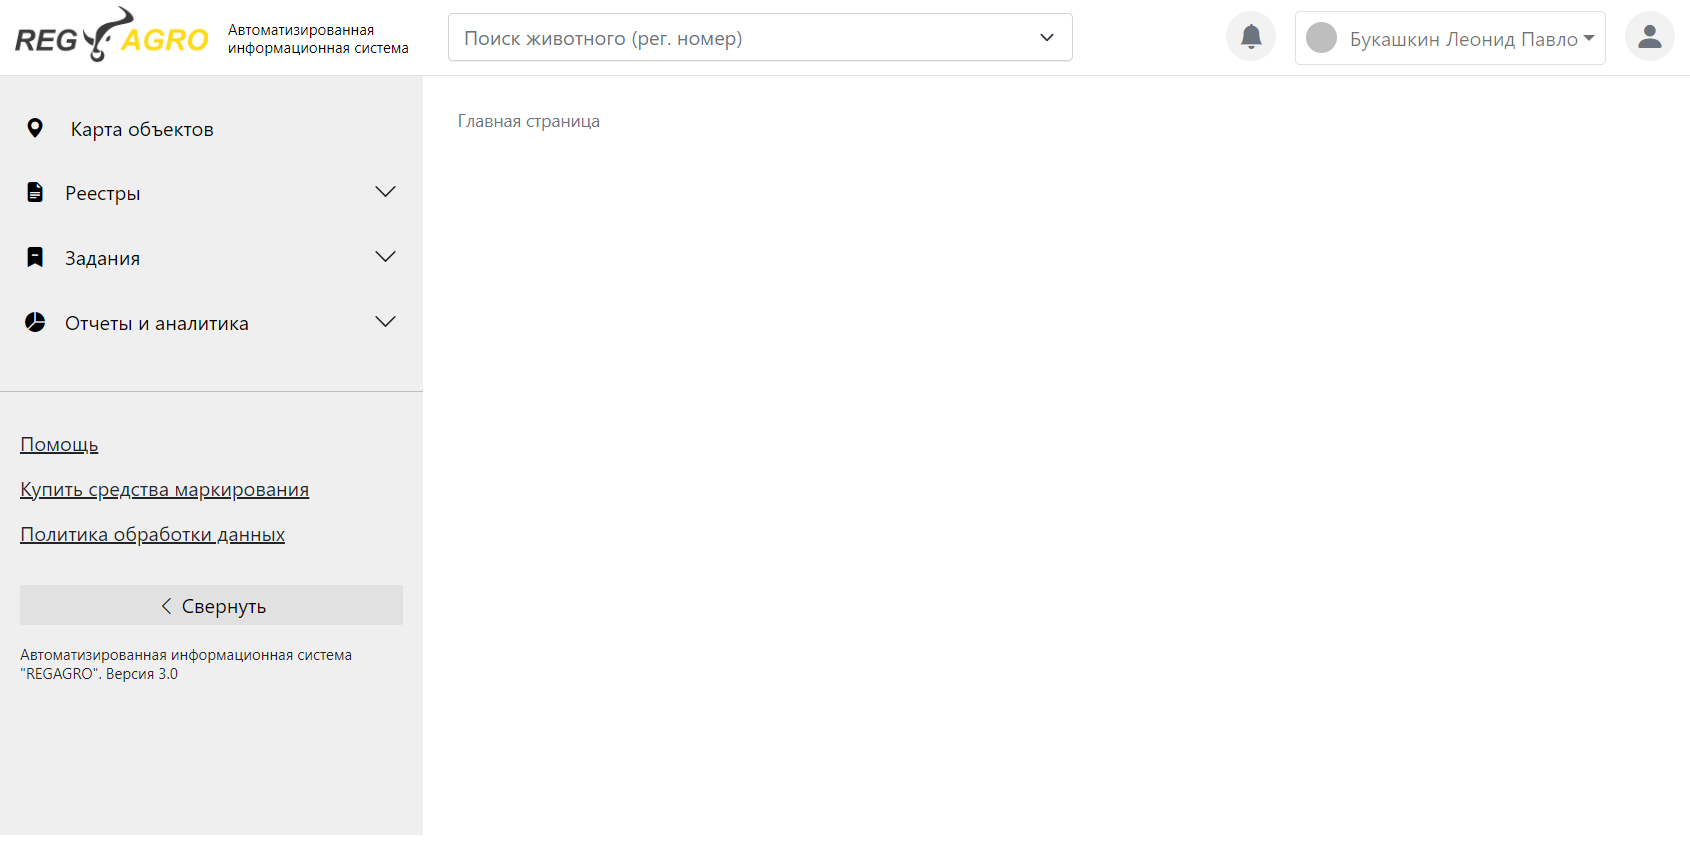 REG AGRO
Автоматизированная
информационная система
Поиск животного (рег. номер)
Букашкин Леонид Павло
Карта объектов
Реестры
Задания
Отчеты и аналитика
Помощь
Купить средства маркирования
Политика обработки данных
Свернуть
Автоматизированная информационная система
"REGAGRO". Версия 3.0
Главная страница